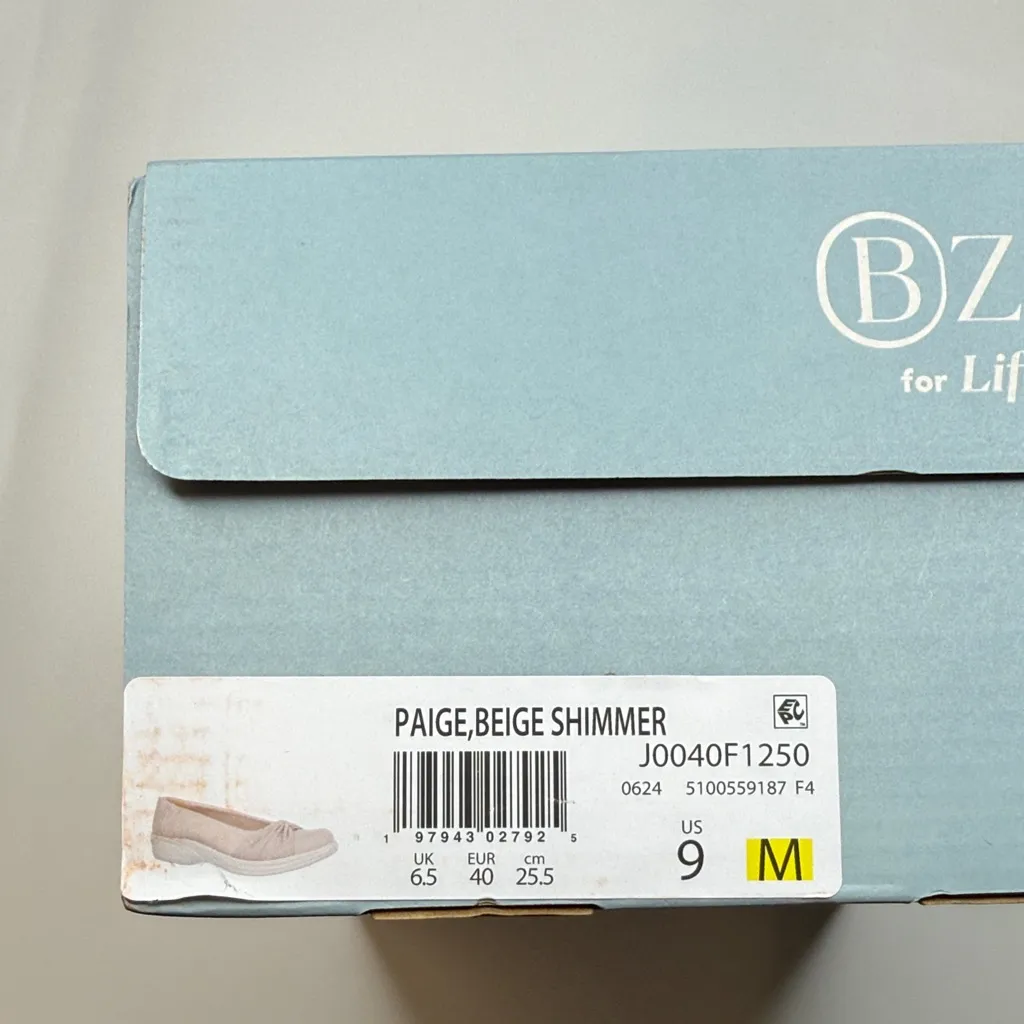 BZ
for Lif
PAIGE,BEIGE SHIMMER
EPC
J0040F1250
0624 5100559187 F4
1 97943 02792 5
US
9 M
UK EUR cm
6.5 40 25.5